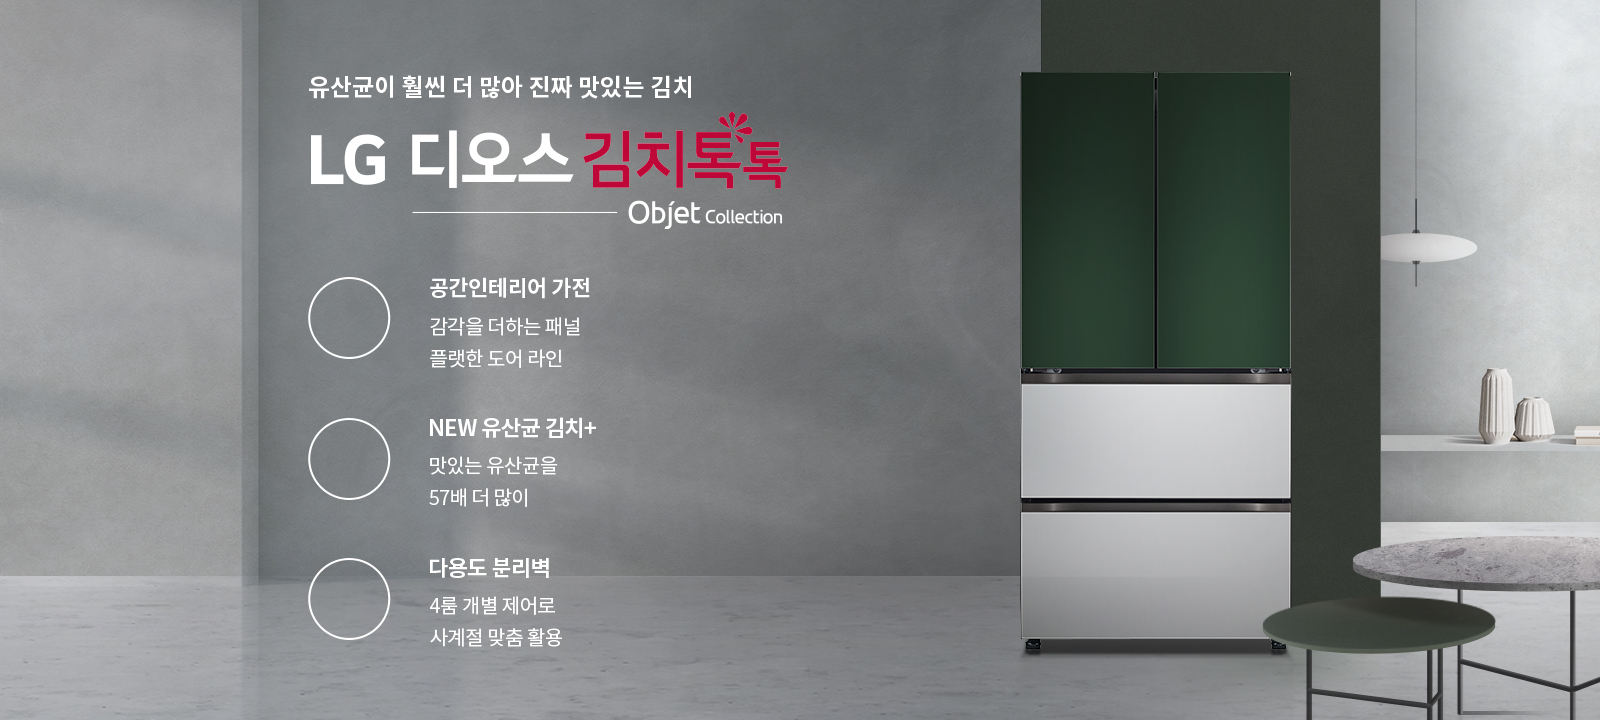 유산균이 훨씬 더 많아 진짜 맛있는 김치
LG 디오스 김치톡톡
Objet Collection
공간인테리어 가전
감각을 더하는 패널
플랫한 도어 라인
NEW 유산균 김치+
맛있는 유산균을
57배 더 많이
다용도 분리벽
4룸 개별 제어로
사계절 맞춤 활용